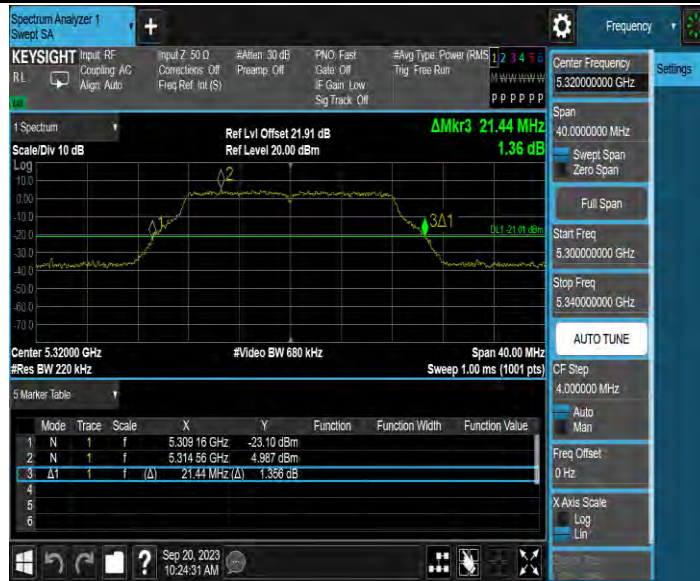 Spectrum Analyzer 1
Swept SA
Frequency
KEYSIGHT
Input: RF
Coupling: AC
Align: Auto
Input Z: 50 Ω
Corrections: Off
Freq Ref: Int (S)
#Atten: 30 dB
Preamp: Off
PNO: Fast
Gate: Off
IF Gain: Low
Sig Track: Off
#Avg Type: Power (RMS
Trig: Free Run
1 2 3 4 5 6
M W W W W W
P P P P P P
RL
Center Frequency
5.320000000 GHz
Settings
Span
40.0000000 MHz
Swept Span
Zero Span
Full Span
Start Freq
5.300000000 GHz
Stop Freq
5.340000000 GHz
AUTO TUNE
CF Step
4.000000 MHz
Auto
Man
Freq Offset
0 Hz
X Axis Scale
Log
Lin
1 Spectrum
Scale/Div 10 dB
Ref Lvl Offset 21.91 dB
Ref Level 20.00 dBm
ΔMkr3 21.44 MHz
1.36 dB
Log
10.0
0.00
-10.0
-20.0
-30.0
-40.0
-50.0
-60.0
-70.0
1
2
3Δ1
DL1 -21.01 dBm
Center 5.32000 GHz
#Res BW 220 kHz
#Video BW 680 kHz
Span 40.00 MHz
Sweep 1.00 ms (1001 pts)
5 Marker Table
Mode Trace Scale X Y Function Function Width Function Value
1 N 1 f 5.309 16 GHz -23.10 dBm
2 N 1 f 5.314 56 GHz 4.987 dBm
3 Δ1 1 f (Δ) 21.44 MHz (Δ) 1.356 dB
4
5
6
?
Sep 20, 2023
10:24:31 AM